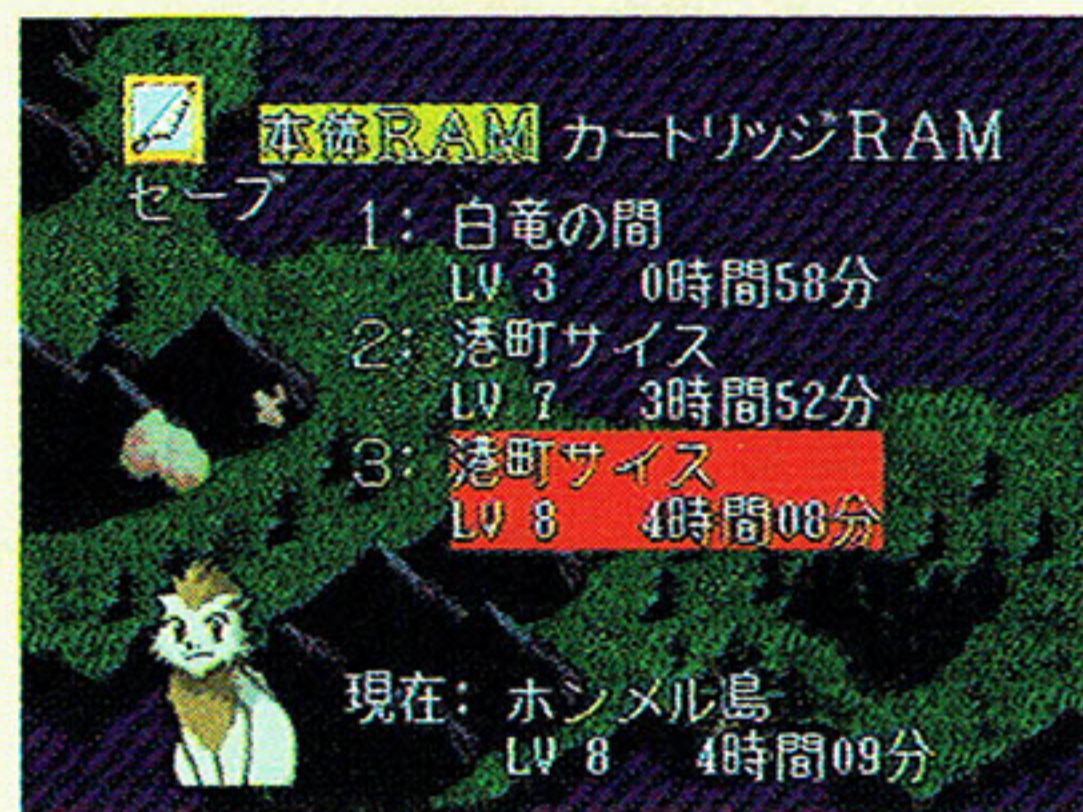 本体RAM カートリッジRAM
セーブ
1: 白竜の間
LV 3 0時間58分
2: 港町サイス
LV 7 3時間52分
3: 港町サイス
LV 8 4時間08分
現在: ホンメル島
LV 8 4時間09分